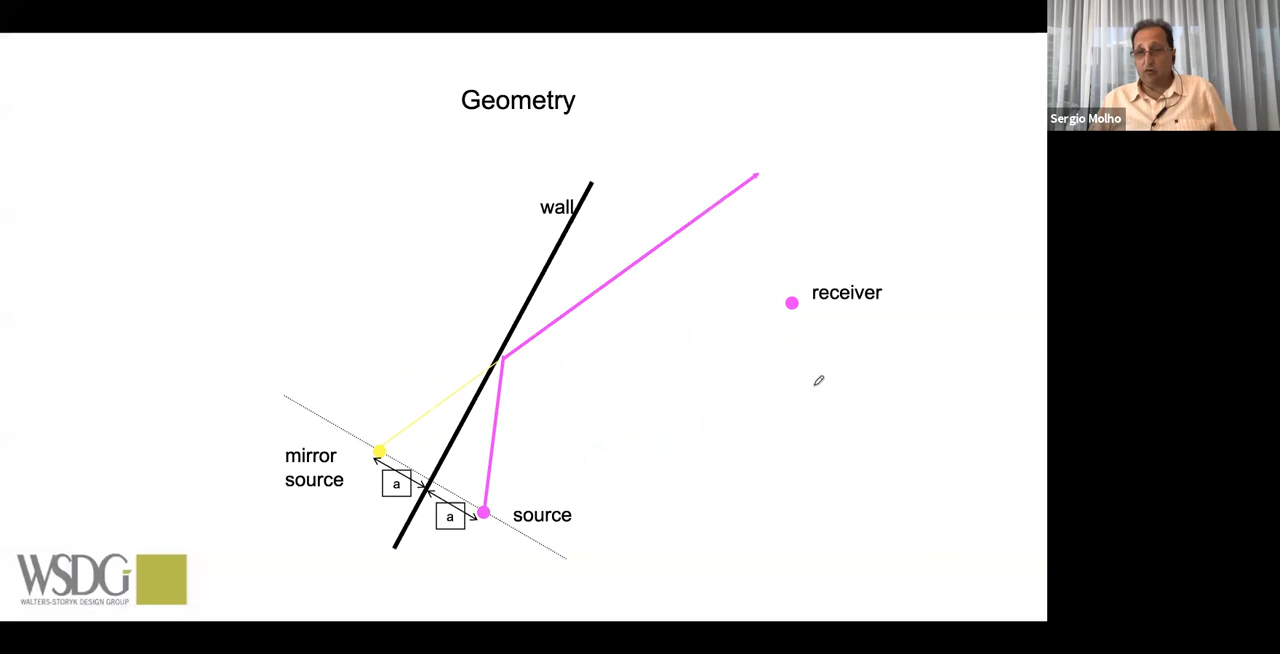 Geometry
Sergio Molho
wall
receiver
mirror
source
a
a
source
WSDG
WALTERS-STORYK DESIGN GROUP